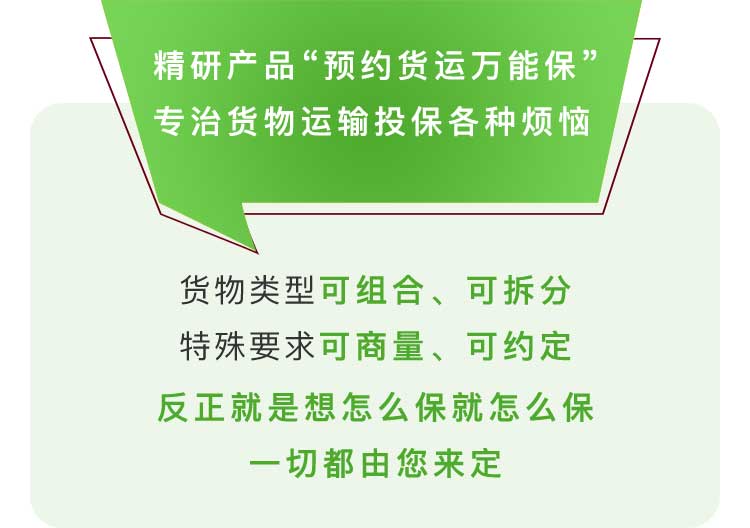 精研产品“预约货运万能保”
专治货物运输投保各种烦恼
货物类型可组合、可拆分
特殊要求可商量、可约定
反正就是想怎么保就怎么保
一切都由您来定